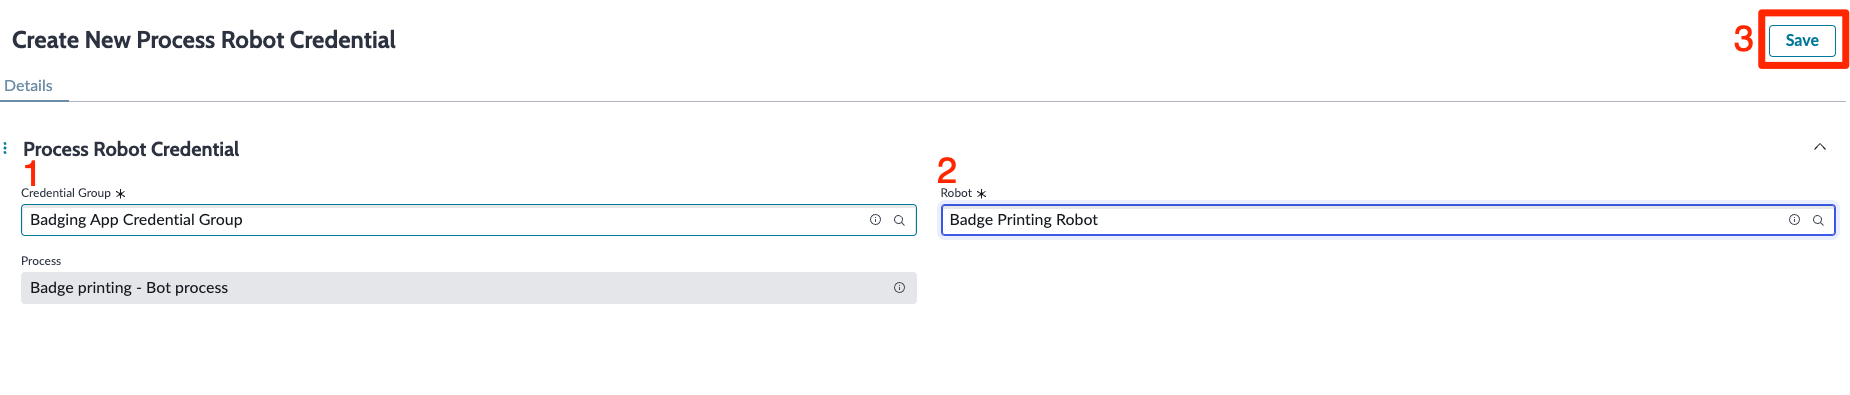 Create New Process Robot Credential
3 Save
Details
Process Robot Credential
1
2
Credential Group *
Robot *
Badging App Credential Group
Badge Printing Robot
Process
Badge printing - Bot process